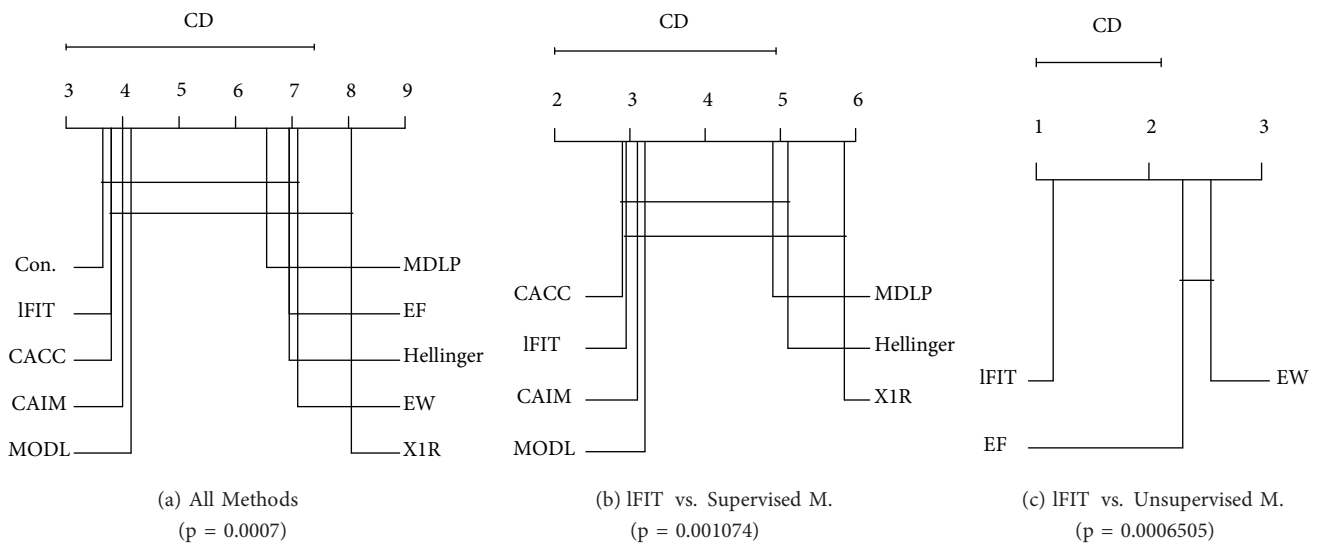 CD
3 4 5 6 7 8 9
Con.
lFIT
CACC
CAIM
MODL
MDLP
EF
Hellinger
EW
X1R
(a) All Methods
(p = 0.0007)
CD
2 3 4 5 6
CACC
lFIT
CAIM
MODL
MDLP
Hellinger
X1R
(b) lFIT vs. Supervised M.
(p = 0.001074)
CD
1 2 3
lFIT
EF
EW
(c) lFIT vs. Unsupervised M.
(p = 0.0006505)